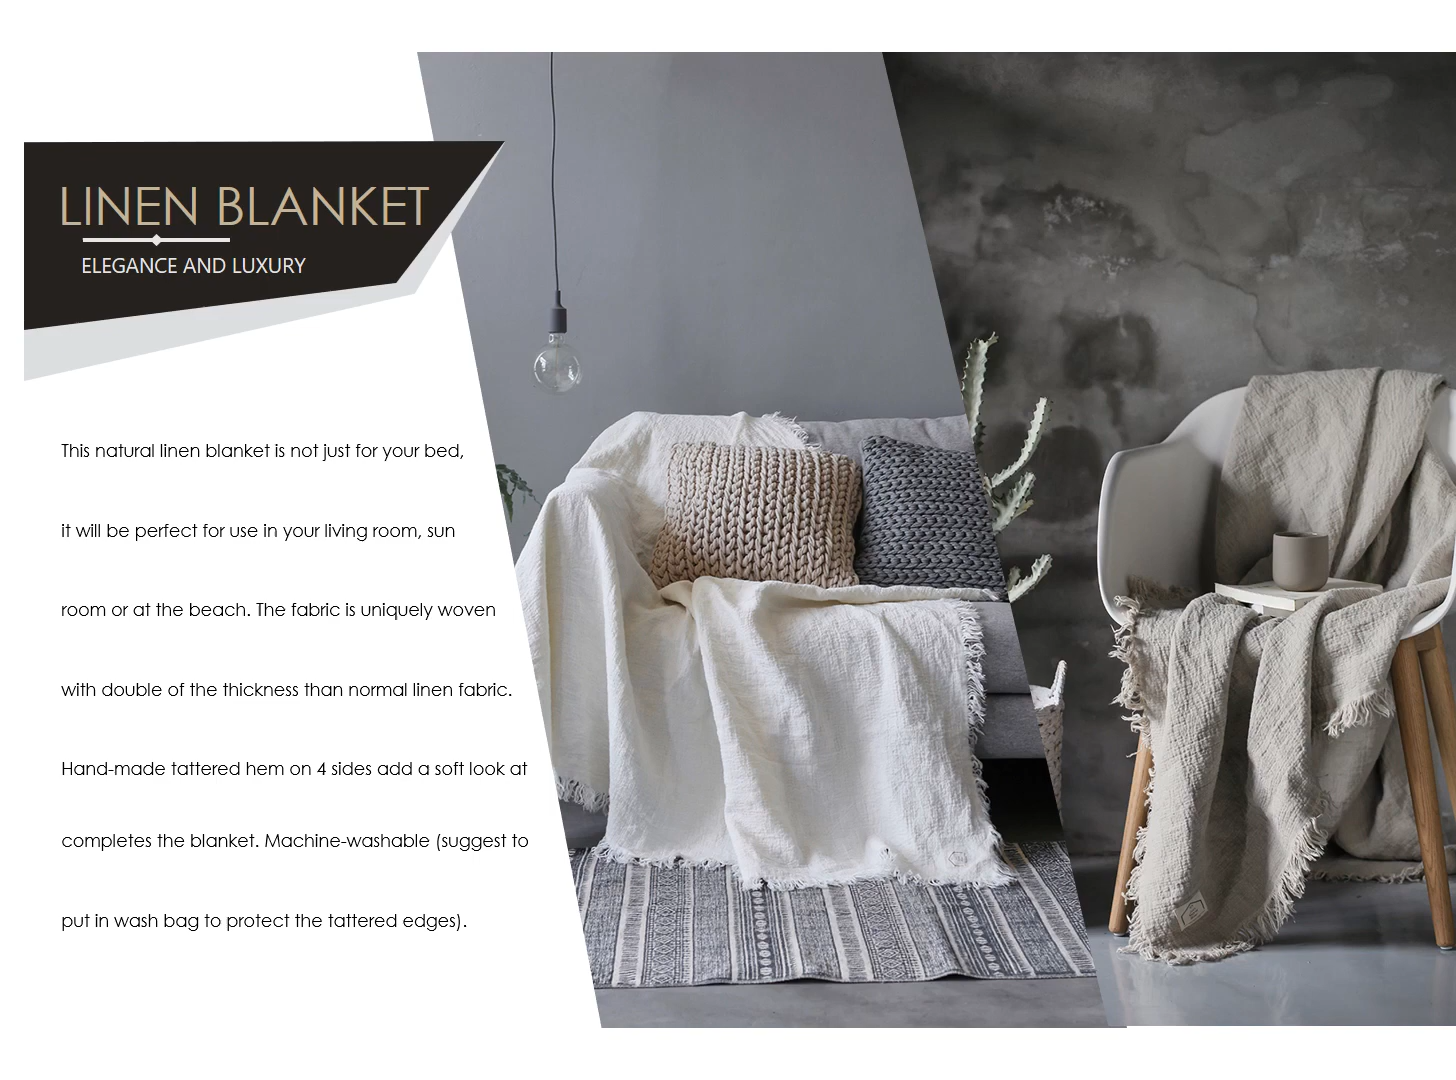 LINEN BLANKET
ELEGANCE AND LUXURY
This natural linen blanket is not just for your bed,
it will be perfect for use in your living room, sun
room or at the beach. The fabric is uniquely woven
with double of the thickness than normal linen fabric.
Hand-made tattered hem on 4 sides add a soft look at
completes the blanket. Machine-washable (suggest to
put in wash bag to protect the tattered edges).